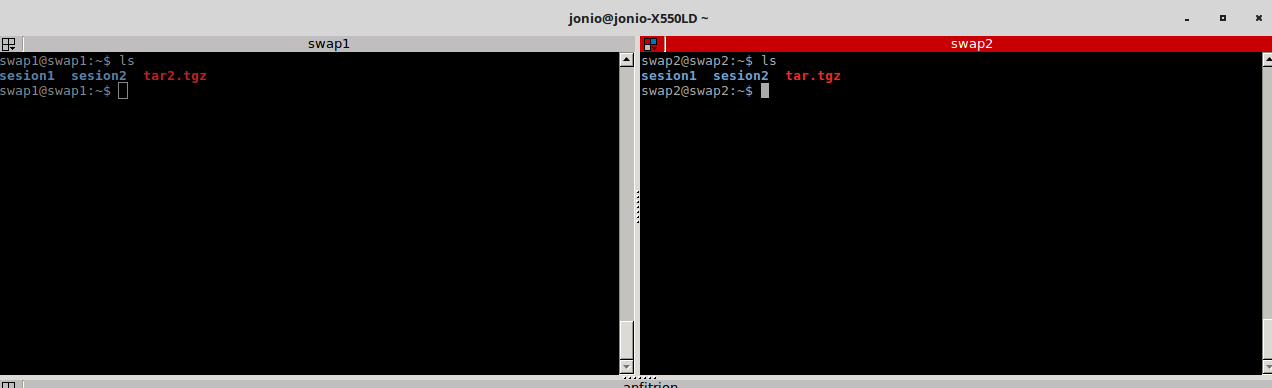 jonio@jonio-X550LD ~
swap1
swap1@swap1:~$ ls
sesion1 sesion2 tar2.tgz
swap1@swap1:~$
swap2
swap2@swap2:~$ ls
sesion1 sesion2 tar.tgz
swap2@swap2:~$
anfitrion